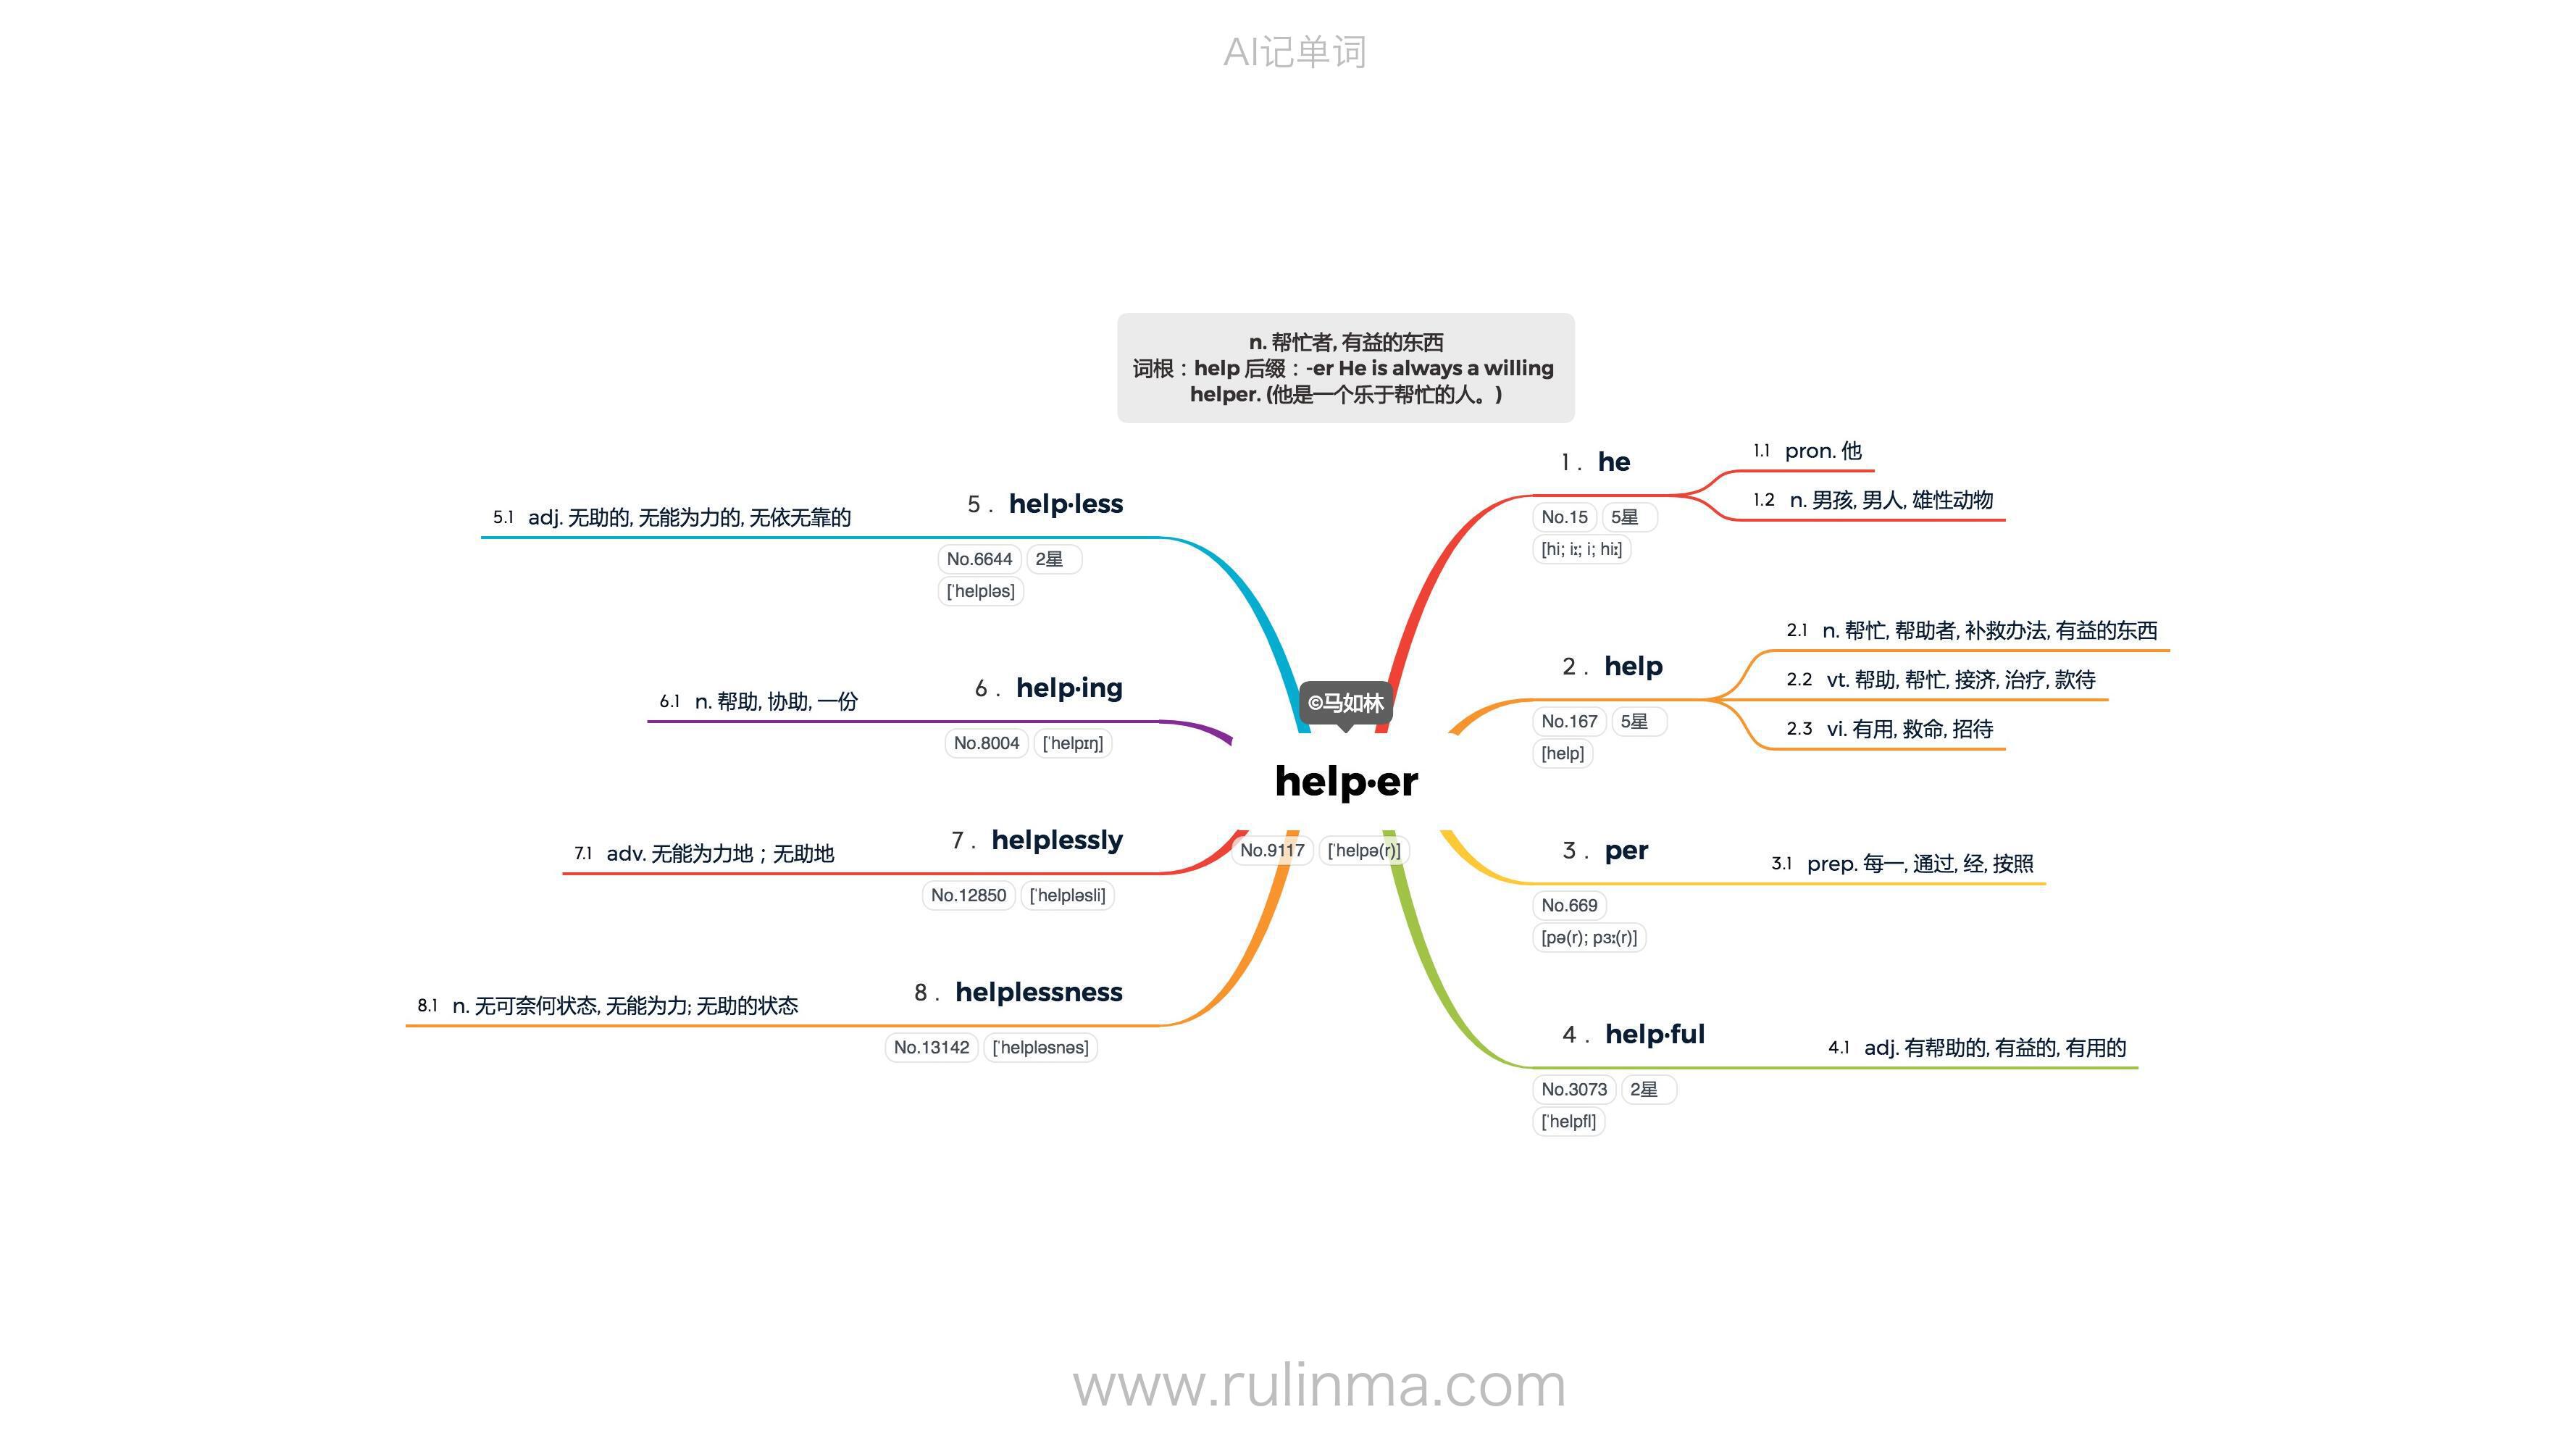 AI记单词
n. 帮忙者, 有益的东西
词根：help 后缀：-er He is always a willing
helper. (他是一个乐于帮忙的人。)
©马如林
help·er
No.9117 [ˈhelpə(r)]
1. he
No.15 5星
[hi; iː; i; hiː]
1.1 pron. 他
1.2 n. 男孩, 男人, 雄性动物
2. help
No.167 5星
[help]
2.1 n. 帮忙, 帮助者, 补救办法, 有益的东西
2.2 vt. 帮助, 帮忙, 接济, 治疗, 款待
2.3 vi. 有用, 救命, 招待
3. per
No.669
[pə(r); pɜː(r)]
3.1 prep. 每一, 通过, 经, 按照
4. help·ful
No.3073 2星
[ˈhelpfl]
4.1 adj. 有帮助的, 有益的, 有用的
5. help·less
No.6644 2星
[ˈhelpləs]
5.1 adj. 无助的, 无能为力的, 无依无靠的
6. help·ing
No.8004 [ˈhelpɪŋ]
6.1 n. 帮助, 协助, 一份
7. helplessly
No.12850 [ˈhelpləsli]
7.1 adv. 无能为力地；无助地
8. helplessness
No.13142 [ˈhelpləsnəs]
8.1 n. 无可奈何状态, 无能为力; 无助的状态
www.rulinma.com